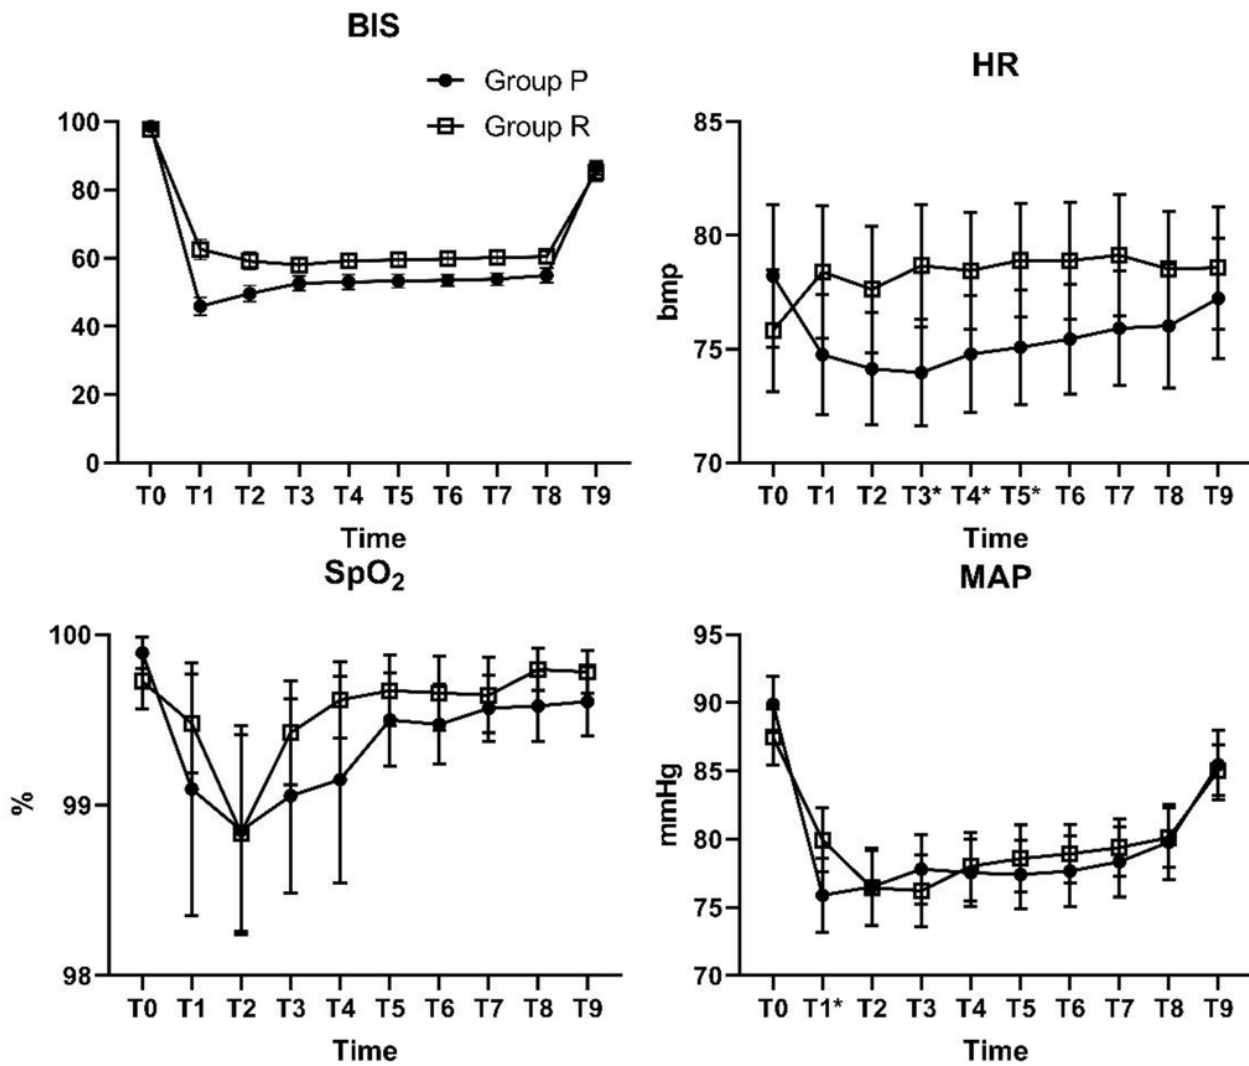 BIS
Group P
Group R
100
80
60
40
20
0
T0 T1 T2 T3 T4 T5 T6 T7 T8 T9
Time
HR
bmp
85
80
75
70
T0 T1 T2 T3* T4* T5* T6 T7 T8 T9
Time
SpO₂
%
100
99
98
T0 T1 T2 T3 T4 T5 T6 T7 T8 T9
Time
MAP
mmHg
95
90
85
80
75
70
T0 T1* T2 T3 T4 T5 T6 T7 T8 T9
Time